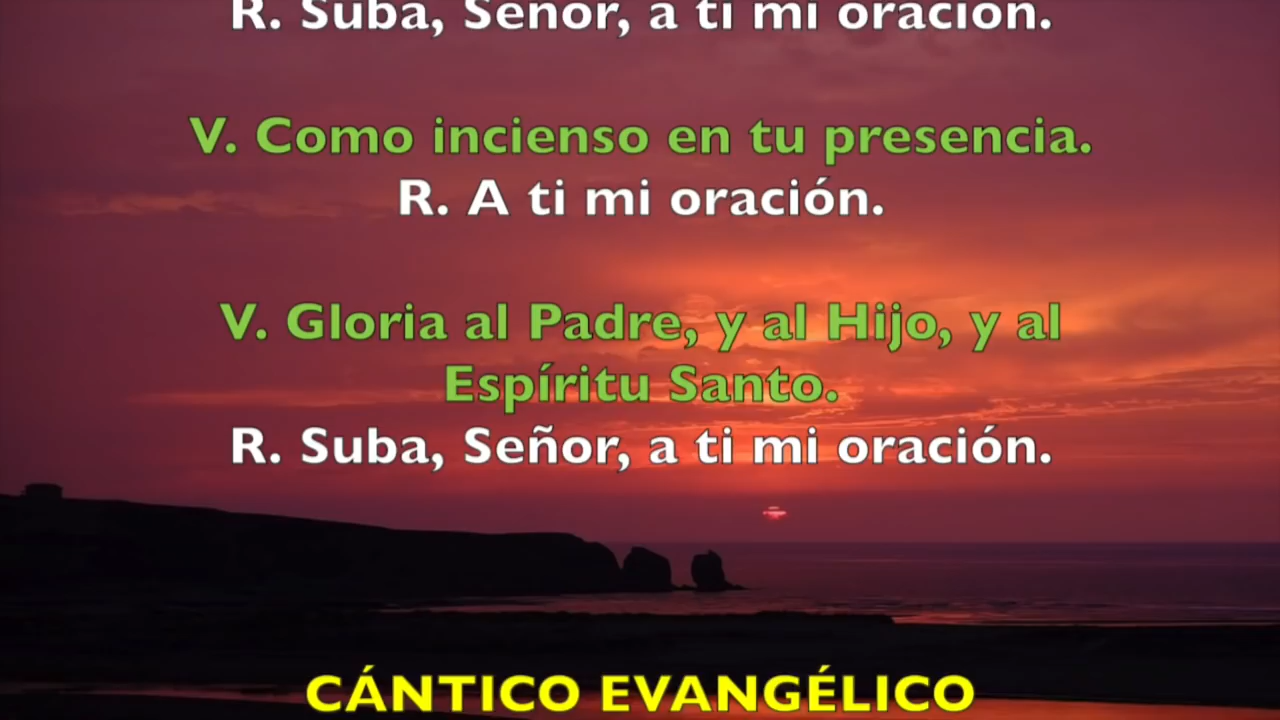 R. Suba, Señor, a ti mi oración.
V. Como incienso en tu presencia.
R. A ti mi oración.
V. Gloria al Padre, y al Hijo, y al
Espíritu Santo.
R. Suba, Señor, a ti mi oración.
CÁNTICO EVANGÉLICO